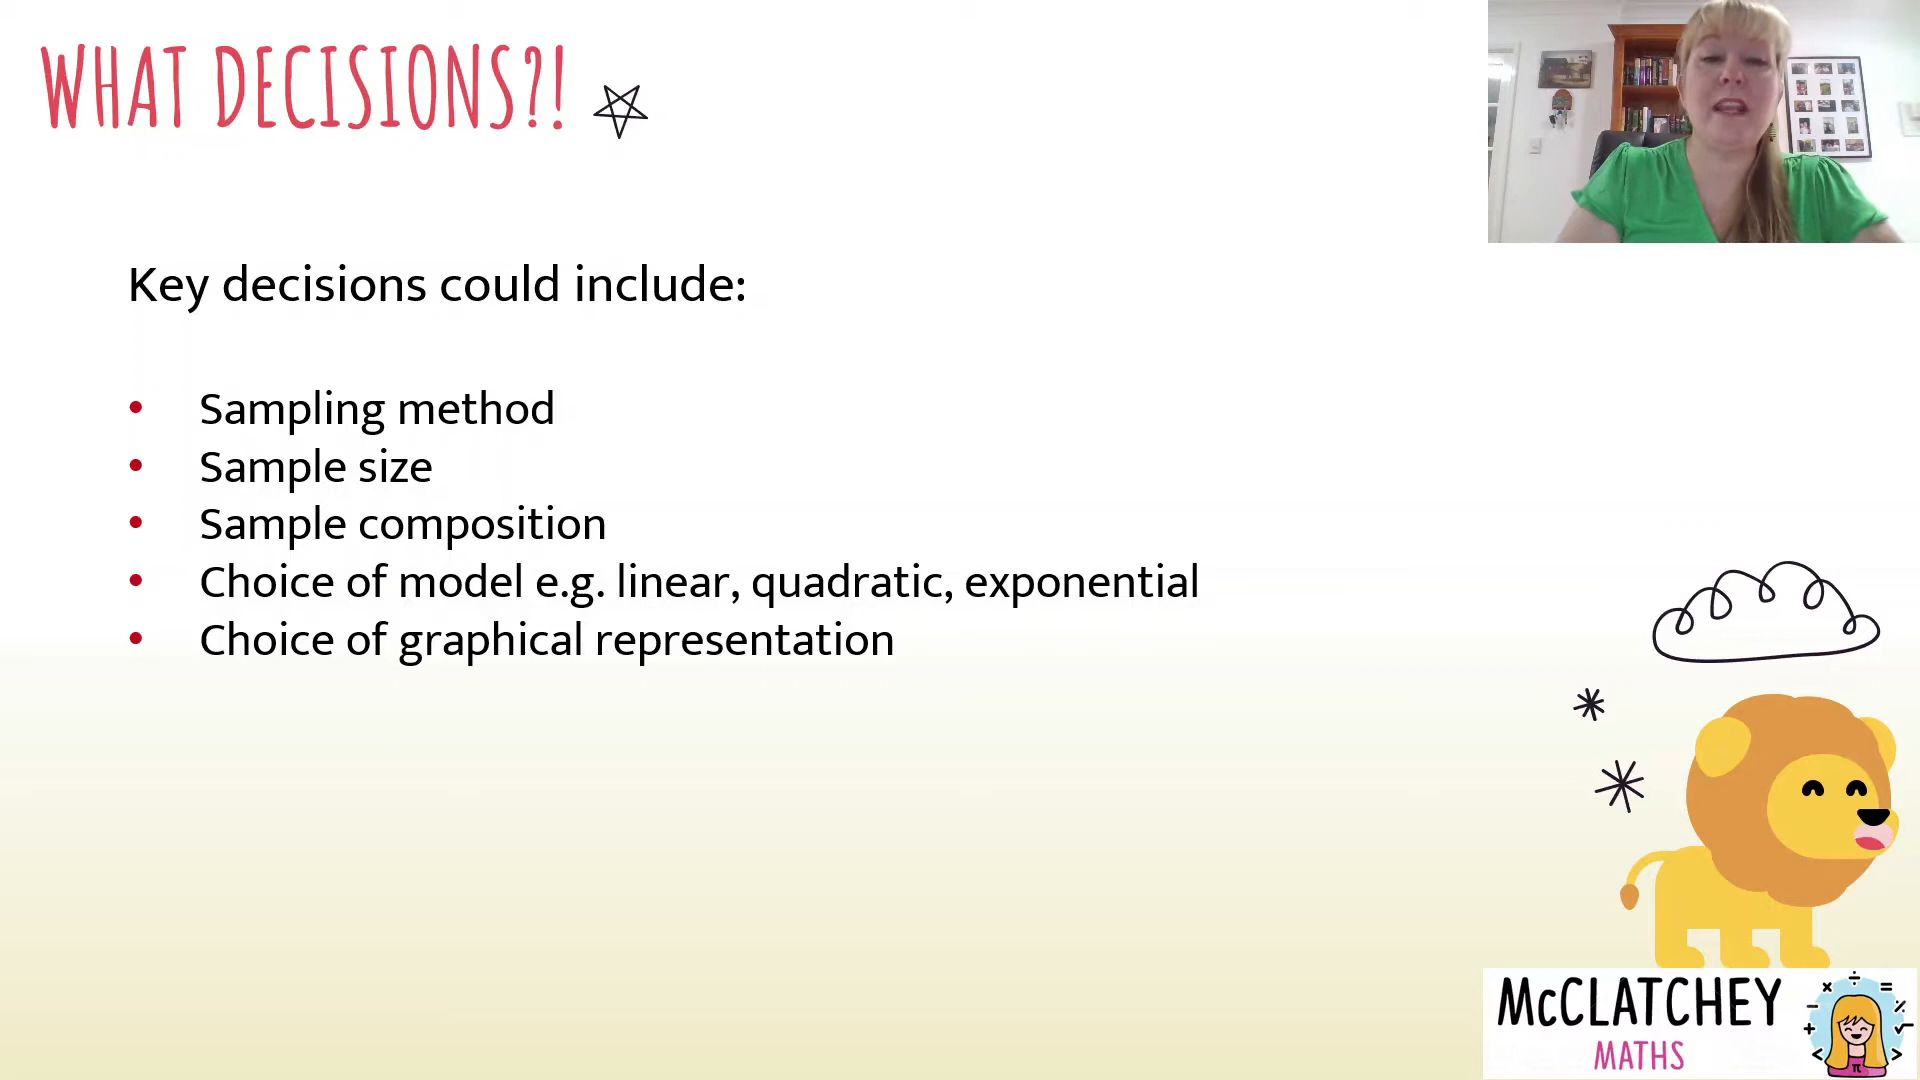 WHAT DECISIONS?!
Key decisions could include:
• Sampling method
• Sample size
• Sample composition
• Choice of model e.g. linear, quadratic, exponential
• Choice of graphical representation
McCLATCHEY
MATHS
π